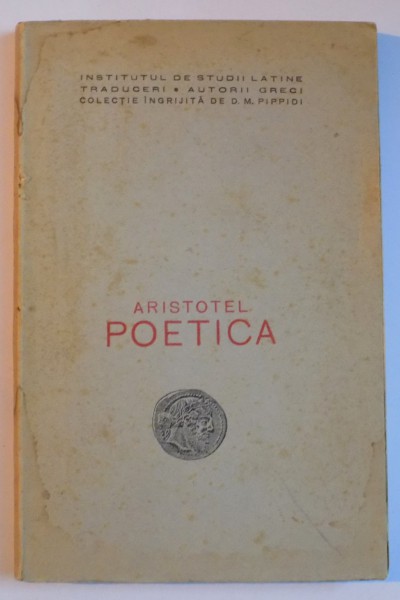 INSTITUTUL DE STUDII LATINE
TRADUCERI • AUTORII GRECI
COLECȚIE ÎNGRIJITĂ DE D. M. PIPPIDI
ARISTOTEL
POETICA